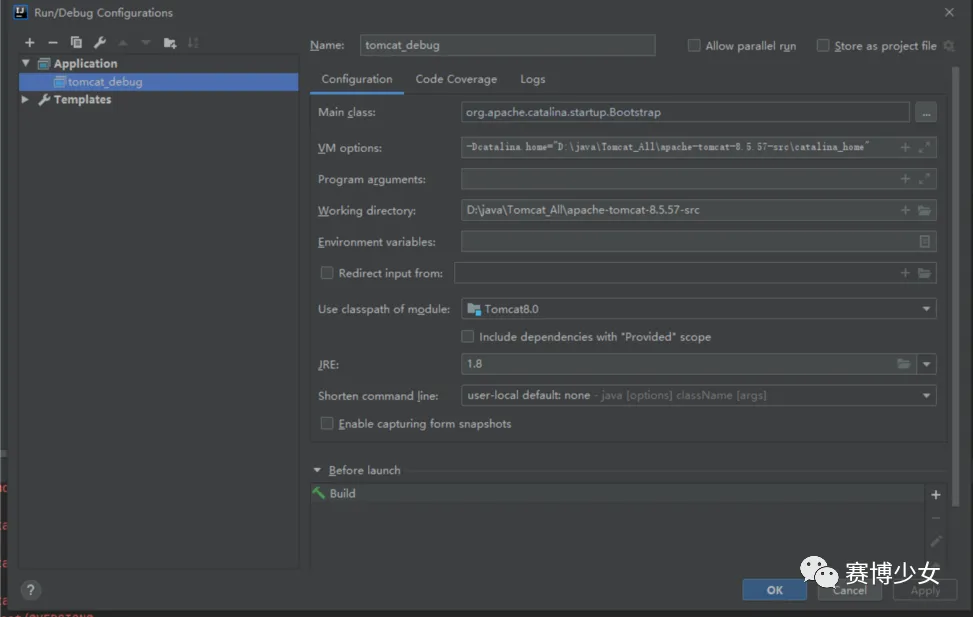 Run/Debug Configurations
Name: tomcat_debug Allow parallel run Store as project file
Application
tomcat_debug
Templates
Configuration Code Coverage Logs
Main class: org.apache.catalina.startup.Bootstrap ...
VM options: -Dcatalina.home="D:\java\Tomcat_All\apache-tomcat-8.5.57-src\catalina_home"
Program arguments:
Working directory: D:\java\Tomcat_All\apache-tomcat-8.5.57-src
Environment variables:
Redirect input from:
Use classpath of module: Tomcat8.0
Include dependencies with "Provided" scope
JRE: 1.8
Shorten command line: user-local default: none - java [options] className [args]
Enable capturing form snapshots
Before launch
Build
赛博少女
? OK Cancel Apply